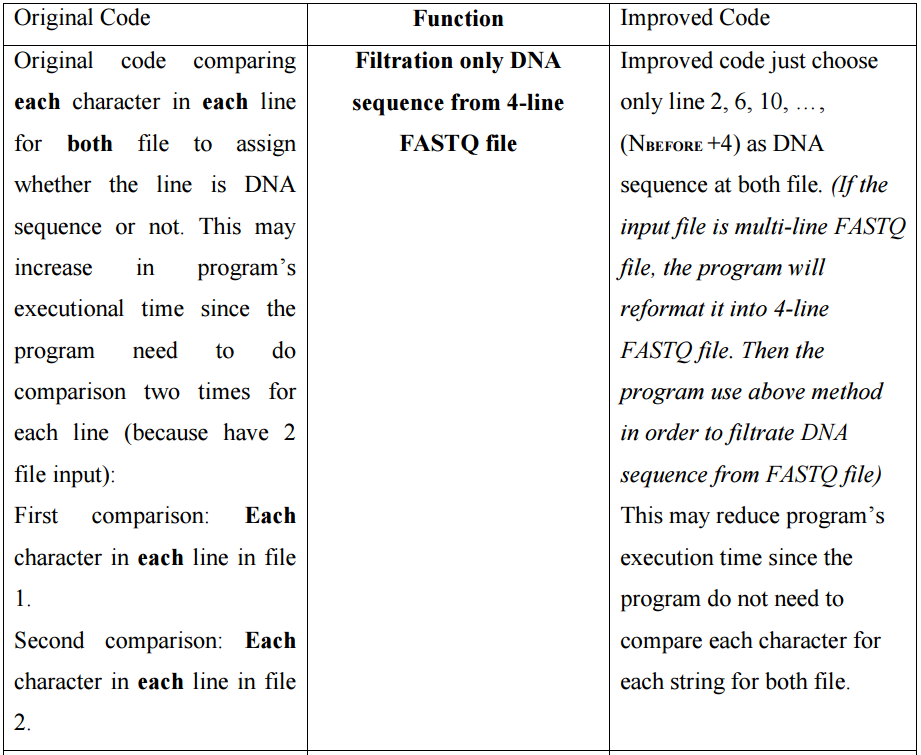 Original Code
Function
Improved Code
Original code comparing
each character in each line
for both file to assign
whether the line is DNA
sequence or not. This may
increase in program's
executional time since the
program need to do
comparison two times for
each line (because have 2
file input):
First comparison: Each
character in each line in file
1.
Second comparison: Each
character in each line in file
2.
Filtration only DNA
sequence from 4-line
FASTQ file
Improved code just choose
only line 2, 6, 10, …,
(NBEFORE +4) as DNA
sequence at both file. (If the
input file is multi-line FASTQ
file, the program will
reformat it into 4-line
FASTQ file. Then the
program use above method
in order to filtrate DNA
sequence from FASTQ file)
This may reduce program's
execution time since the
program do not need to
compare each character for
each string for both file.